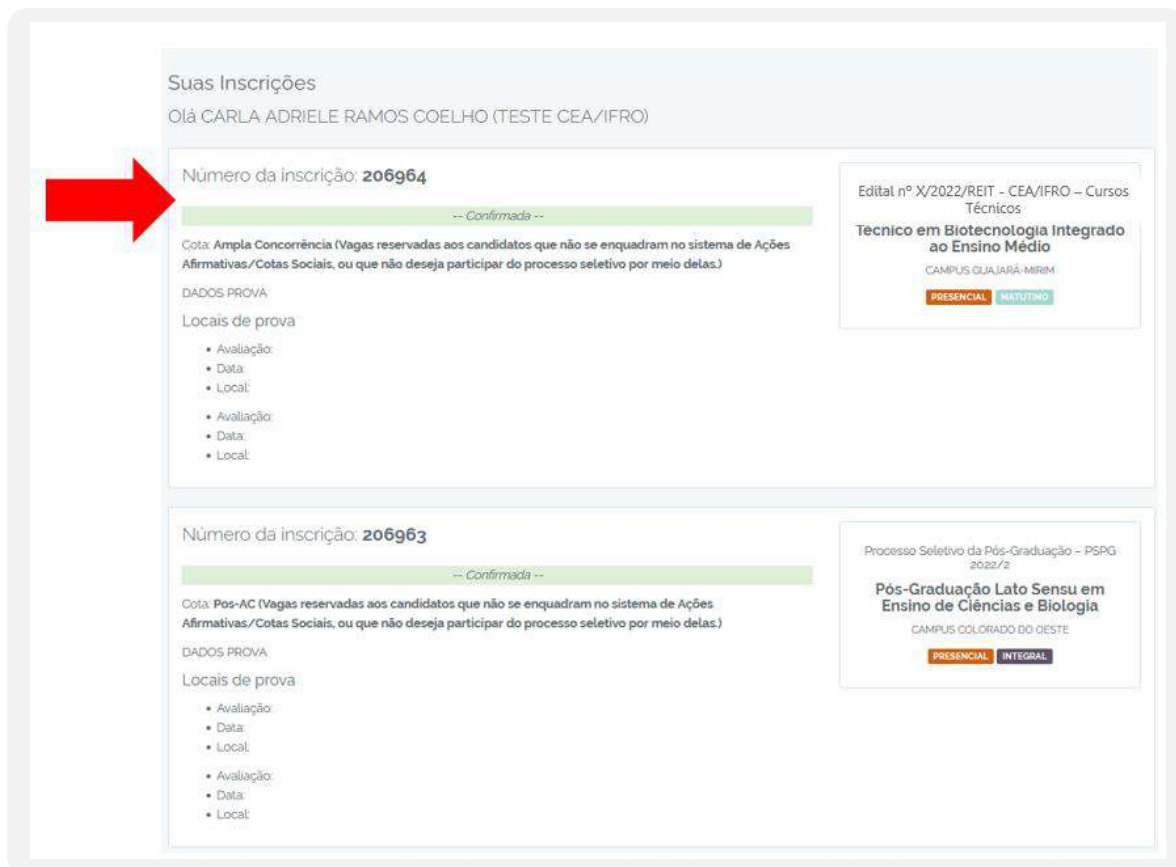 Suas Inscrições
Olá CARLA ADRIELE RAMOS COELHO (TESTE CEA/IFRO)
Número da inscrição: 206964
-- Confirmada --
Cota: Ampla Concorrência (Vagas reservadas aos candidatos que não se enquadram no sistema de Ações
Afirmativas/Cotas Sociais, ou que não deseja participar do processo seletivo por meio delas.)
DADOS PROVA
Locais de prova
• Avaliação:
• Data:
• Local:
• Avaliação:
• Data:
• Local:
Edital nº X/2022/REIT - CEA/IFRO – Cursos
Técnicos
Técnico em Biotecnologia Integrado
ao Ensino Médio
CAMPUS GUAJARÁ-MIRIM
PRESENCIAL MATUTINO
Número da inscrição: 206963
-- Confirmada --
Cota: Pos-AC (Vagas reservadas aos candidatos que não se enquadram no sistema de Ações
Afirmativas/Cotas Sociais, ou que não deseja participar do processo seletivo por meio delas.)
DADOS PROVA
Locais de prova
• Avaliação:
• Data:
• Local:
• Avaliação:
• Data:
• Local:
Processo Seletivo da Pós-Graduação – PSPG
2022/2
Pós-Graduação Lato Sensu em
Ensino de Ciências e Biologia
CAMPUS COLORADO DO OESTE
PRESENCIAL INTEGRAL